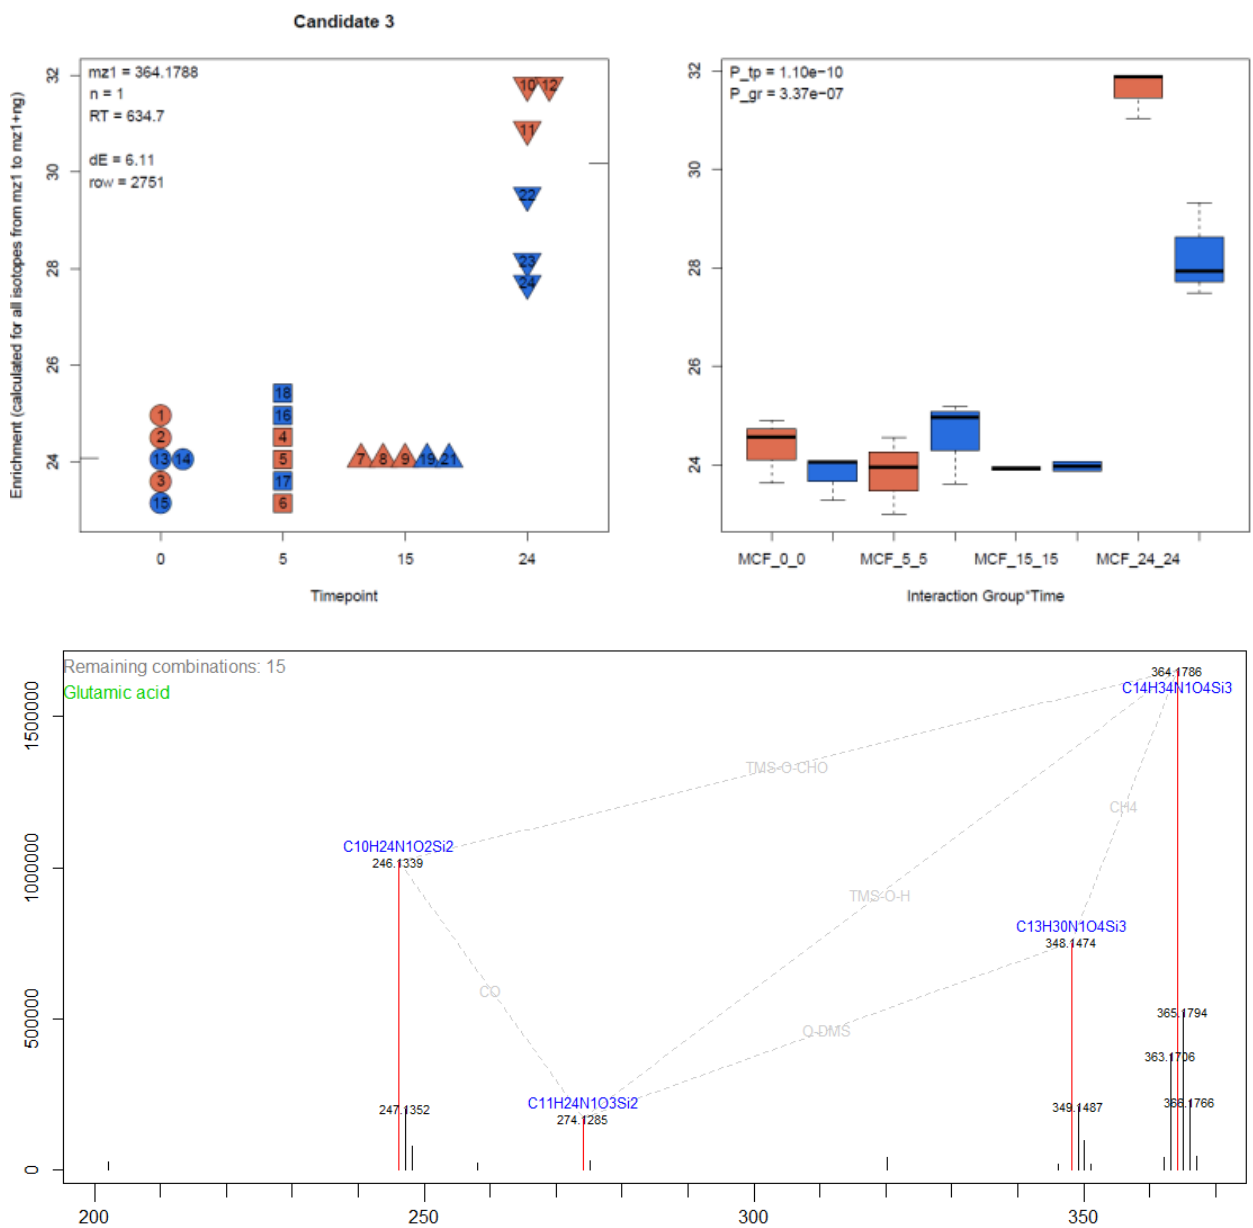 Candidate 3
Enrichment (calculated for all isotopes from mz1 to mz1+ng)
32
30
28
26
24
mz1 = 364.1788
n = 1
RT = 634.7
dE = 6.11
row = 2751
10 12
11
22
23
24
1
2
13 14
3
15
18
16
4
5
17
6
7 8 9 19 21
0 5 15 24
Timepoint
32
30
28
26
24
P_tp = 1.10e-10
P_gr = 3.37e-07
MCF_0_0 MCF_5_5 MCF_15_15 MCF_24_24
Interaction Group*Time
Remaining combinations: 15
Glutamic acid
1500000
1000000
500000
0
364.1786
C14H34N1O4Si3
TMS-O-CHO
CH4
C10H24N1O2Si2
246.1339
TMS-O-H
C13H30N1O4Si3
348.1474
CO
O-DMS
365.1794
363.1706
C11H24N1O3Si2
274.1285
247.1352
349.1487
366.1766
200 250 300 350